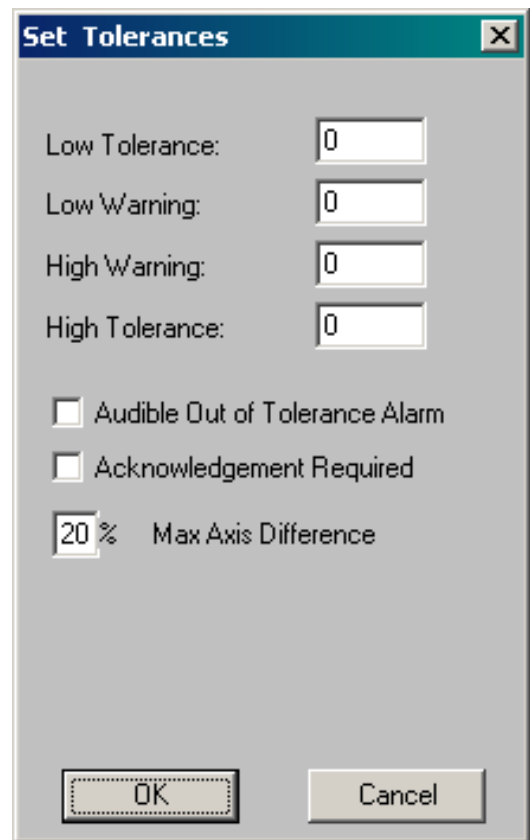 Set Tolerances
Low Tolerance: 0
Low Warning: 0
High Warning: 0
High Tolerance: 0
Audible Out of Tolerance Alarm
Acknowledgement Required
20 % Max Axis Difference
OK Cancel